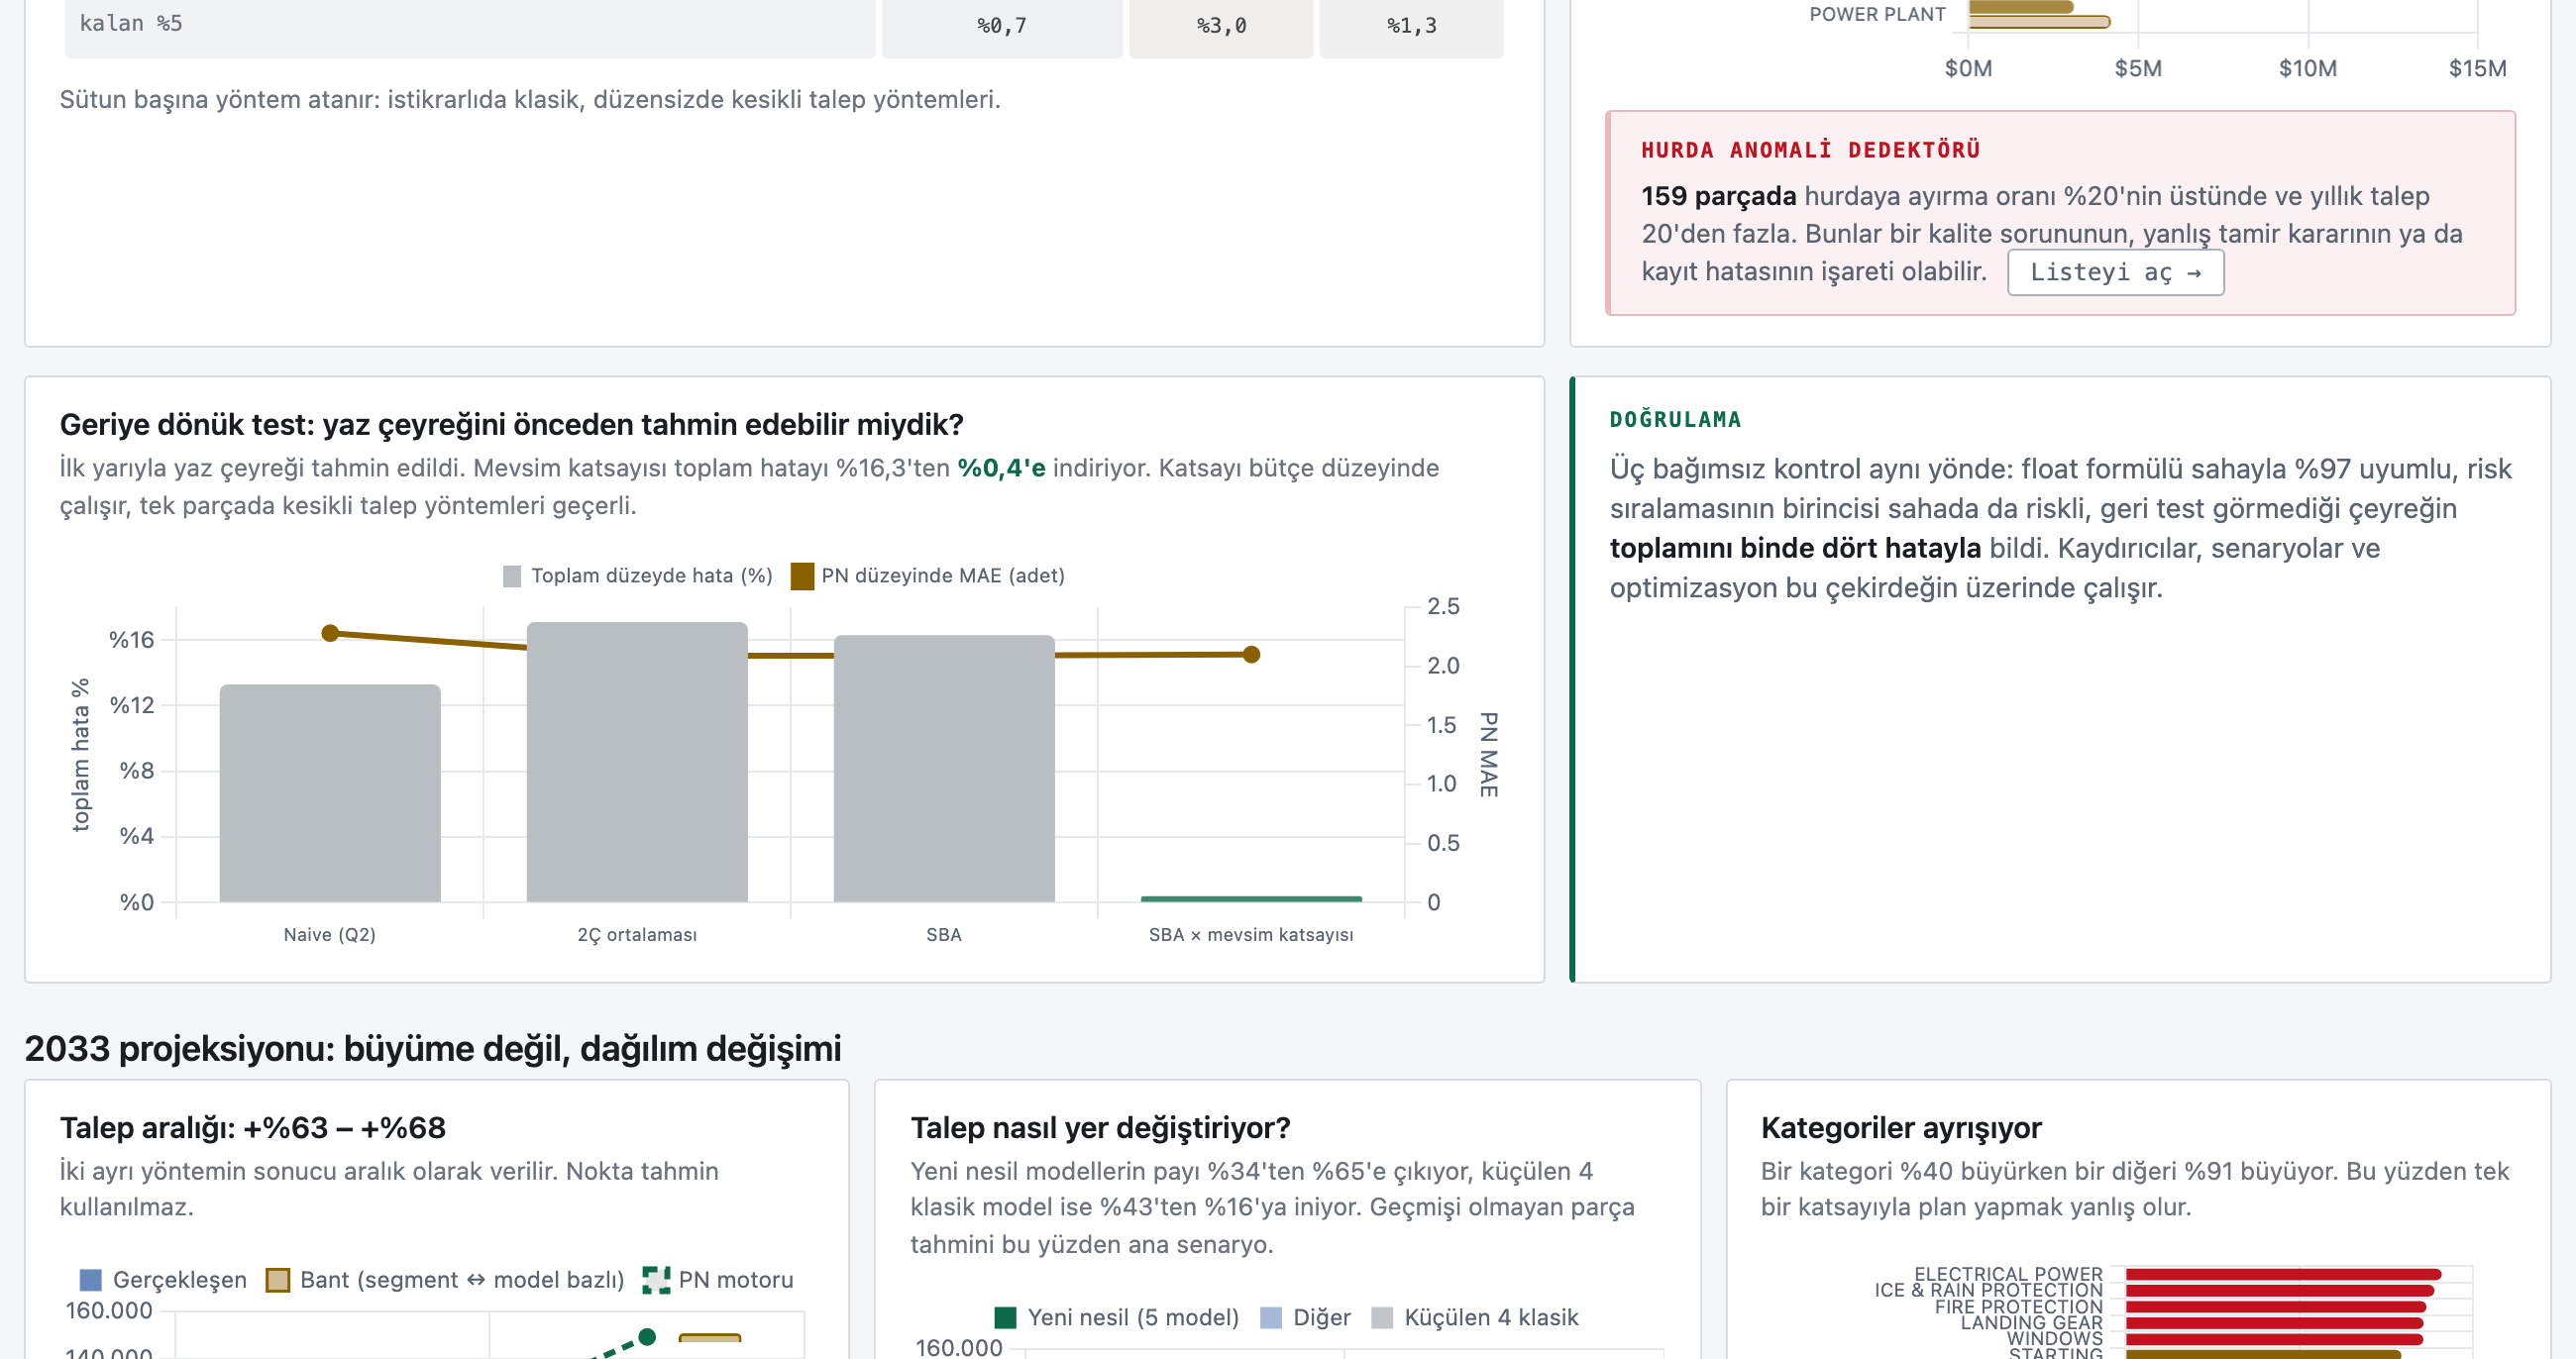 kalan %5
%0,7
%3,0
%1,3
Sütun başına yöntem atanır: istikrarlıda klasik, düzensizde kesikli talep yöntemleri.
POWER PLANT
$0M
$5M
$10M
$15M
HURDA ANOMALİ DEDEKTÖRÜ
159 parçada hurdaya ayırma oranı %20'nin üstünde ve yıllık talep
20'den fazla. Bunlar bir kalite sorununun, yanlış tamir kararının ya da
kayıt hatasının işareti olabilir. Listeyi aç →
Geriye dönük test: yaz çeyreğini önceden tahmin edebilir miydik?
İlk yarıyla yaz çeyreği tahmin edildi. Mevsim katsayısı toplam hatayı %16,3'ten %0,4'e indiriyor. Katsayı bütçe düzeyinde
çalışır, tek parçada kesikli talep yöntemleri geçerli.
Toplam düzeyde hata (%)
PN düzeyinde MAE (adet)
toplam hata %
%16
%12
%8
%4
%0
2.5
2.0
1.5
1.0
0.5
0
PN MAE
Naive (Q2)
2Ç ortalaması
SBA
SBA × mevsim katsayısı
DOĞRULAMA
Üç bağımsız kontrol aynı yönde: float formülü sahayla %97 uyumlu, risk
sıralamasının birincisi sahada da riskli, geri test görmediği çeyreğin
toplamını binde dört hatayla bildi. Kaydırıcılar, senaryolar ve
optimizasyon bu çekirdeğin üzerinde çalışır.
2033 projeksiyonu: büyüme değil, dağılım değişimi
Talep aralığı: +%63 – +%68
İki ayrı yöntemin sonucu aralık olarak verilir. Nokta tahmin
kullanılmaz.
Gerçekleşen
Bant (segment ↔ model bazlı)
PN motoru
160.000
140.000
Talep nasıl yer değiştiriyor?
Yeni nesil modellerin payı %34'ten %65'e çıkıyor, küçülen 4
klasik model ise %43'ten %16'ya iniyor. Geçmişi olmayan parça
tahmini bu yüzden ana senaryo.
Yeni nesil (5 model)
Diğer
Küçülen 4 klasik
160.000
Kategoriler ayrışıyor
Bir kategori %40 büyürken bir diğeri %91 büyüyor. Bu yüzden tek
bir katsayıyla plan yapmak yanlış olur.
ELECTRICAL POWER
ICE & RAIN PROTECTION
FIRE PROTECTION
LANDING GEAR
WINDOWS
STARTING